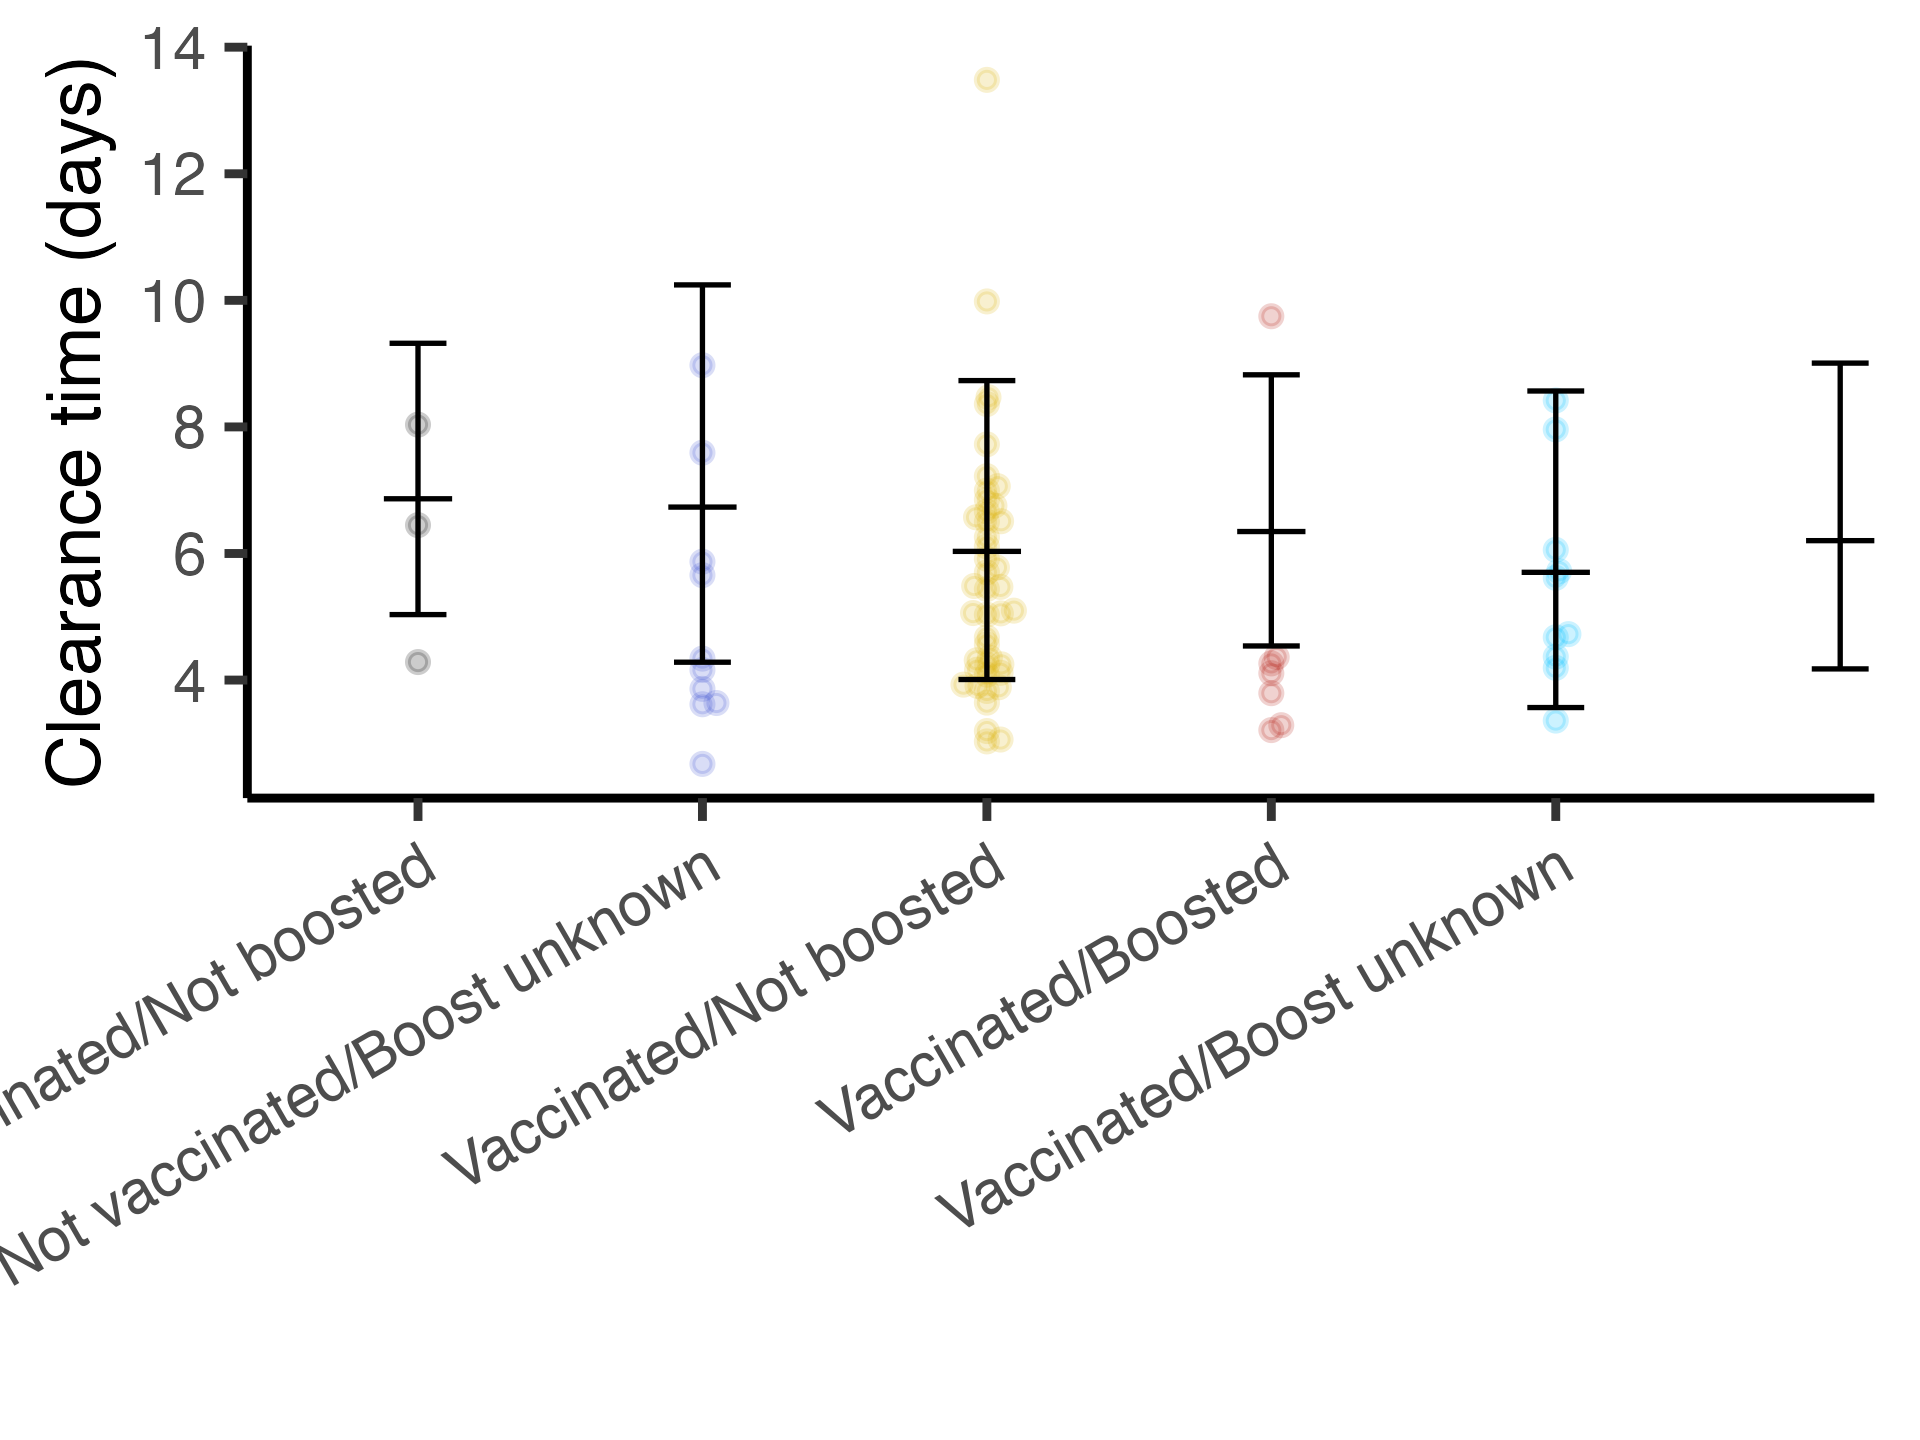 Clearance time (days)
14
12
10
8
6
4
inated/Not boosted
Not vaccinated/Boost unknown
Vaccinated/Not boosted
Vaccinated/Boosted
Vaccinated/Boost unknown